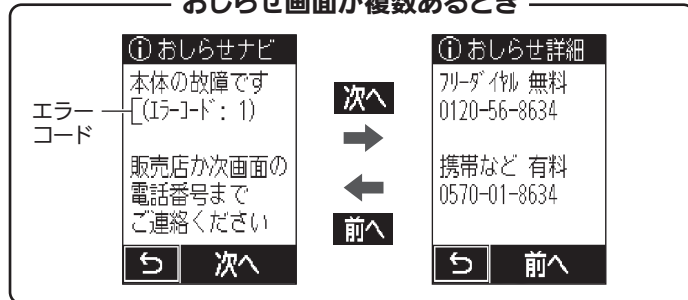 おしらせ画面が複数あるとき
ⓘおしらせナビ
本体の故障です
(ｴﾗｰｺｰﾄﾞ: 1)
販売店か次画面の
電話番号まで
ご連絡ください
次へ
エラー
コード
次へ
前へ
ⓘおしらせ詳細
ﾌﾘｰﾀﾞｲﾔﾙ 無料
0120-56-8634
携帯など 有料
0570-01-8634
前へ